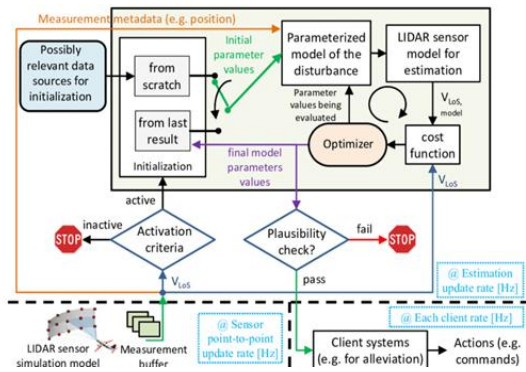 Measurement metadata (e.g. position)
Possibly
relevant data
sources for
initialization
from
scratch
from last
result
Initialization
Initial
parameter
values
Parameterized
model of the
disturbance
LIDAR sensor
model for
estimation
Parameter
values being
evaluated
VLoS,
model
Optimizer
cost
function
final model
parameters
values
active
inactive
STOP
Activation
criteria
Plausibility
check?
fail
STOP
VLoS
VLoS
pass
@ Estimation
update rate [Hz]
@ Sensor
point-to-point
update rate [Hz]
@ Each client rate [Hz]
LIDAR sensor
simulation model
Measurement
buffer
Client systems
(e.g. for alleviation)
Actions (e.g.
commands)